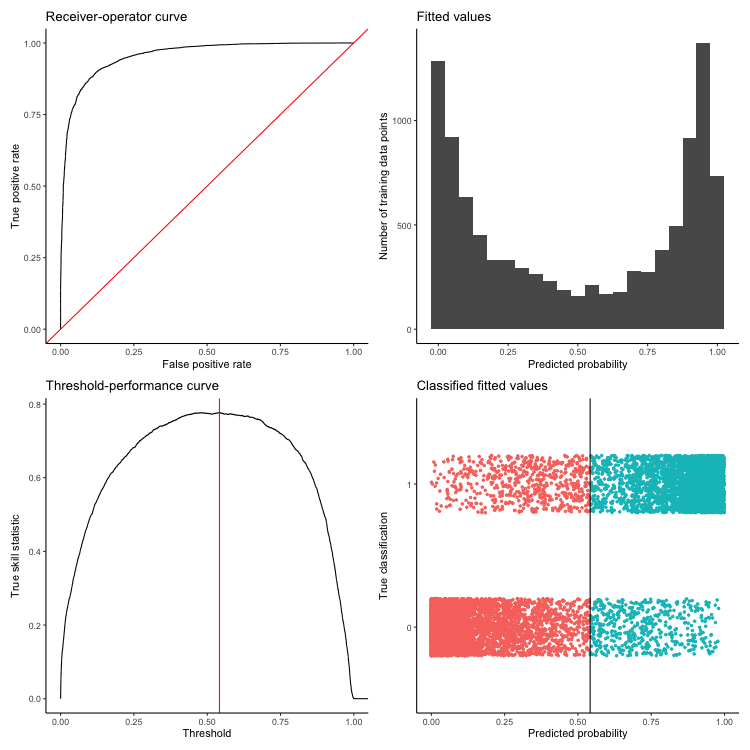 Receiver-operator curve
1.00
0.75
0.50
0.25
0.00
True positive rate
0.00 0.25 0.50 0.75 1.00
False positive rate
Fitted values
1000
500
0
Number of training data points
0.00 0.25 0.50 0.75 1.00
Predicted probability
Threshold-performance curve
0.8
0.6
0.4
0.2
0.0
True skill statistic
0.00 0.25 0.50 0.75 1.00
Threshold
Classified fitted values
1
0
True classification
0.00 0.25 0.50 0.75 1.00
Predicted probability